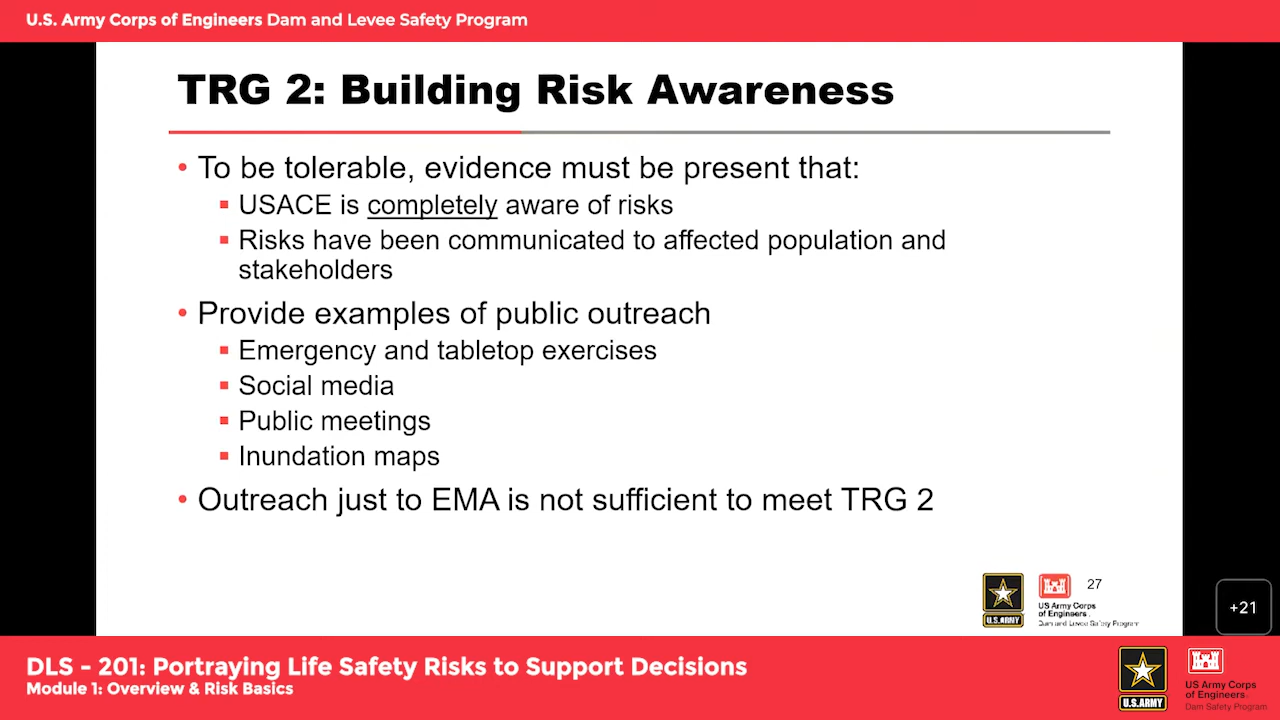 U.S. Army Corps of Engineers Dam and Levee Safety Program
TRG 2: Building Risk Awareness
• To be tolerable, evidence must be present that:
▪ USACE is completely aware of risks
▪ Risks have been communicated to affected population and
stakeholders
• Provide examples of public outreach
▪ Emergency and tabletop exercises
▪ Social media
▪ Public meetings
▪ Inundation maps
• Outreach just to EMA is not sufficient to meet TRG 2
27
U.S. ARMY
US Army Corps
of Engineers
Dam and Levee Safety Program
+21
DLS - 201: Portraying Life Safety Risks to Support Decisions
Module 1: Overview & Risk Basics
U.S. ARMY
US Army Corps
of Engineers
Dam Safety Program